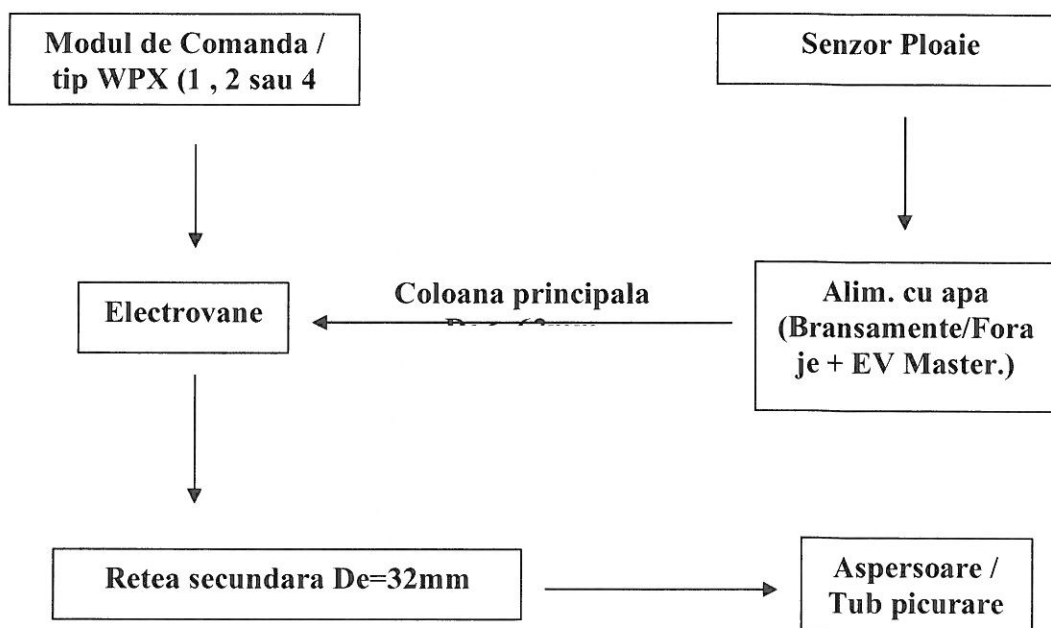 Modul de Comanda /
tip WPX (1 , 2 sau 4
Senzor Ploaie
Electrovane
Coloana principala
Alim. cu apa
(Bransamente/Fora
je + EV Master.)
Retea secundara De=32mm
Aspersoare /
Tub picurare